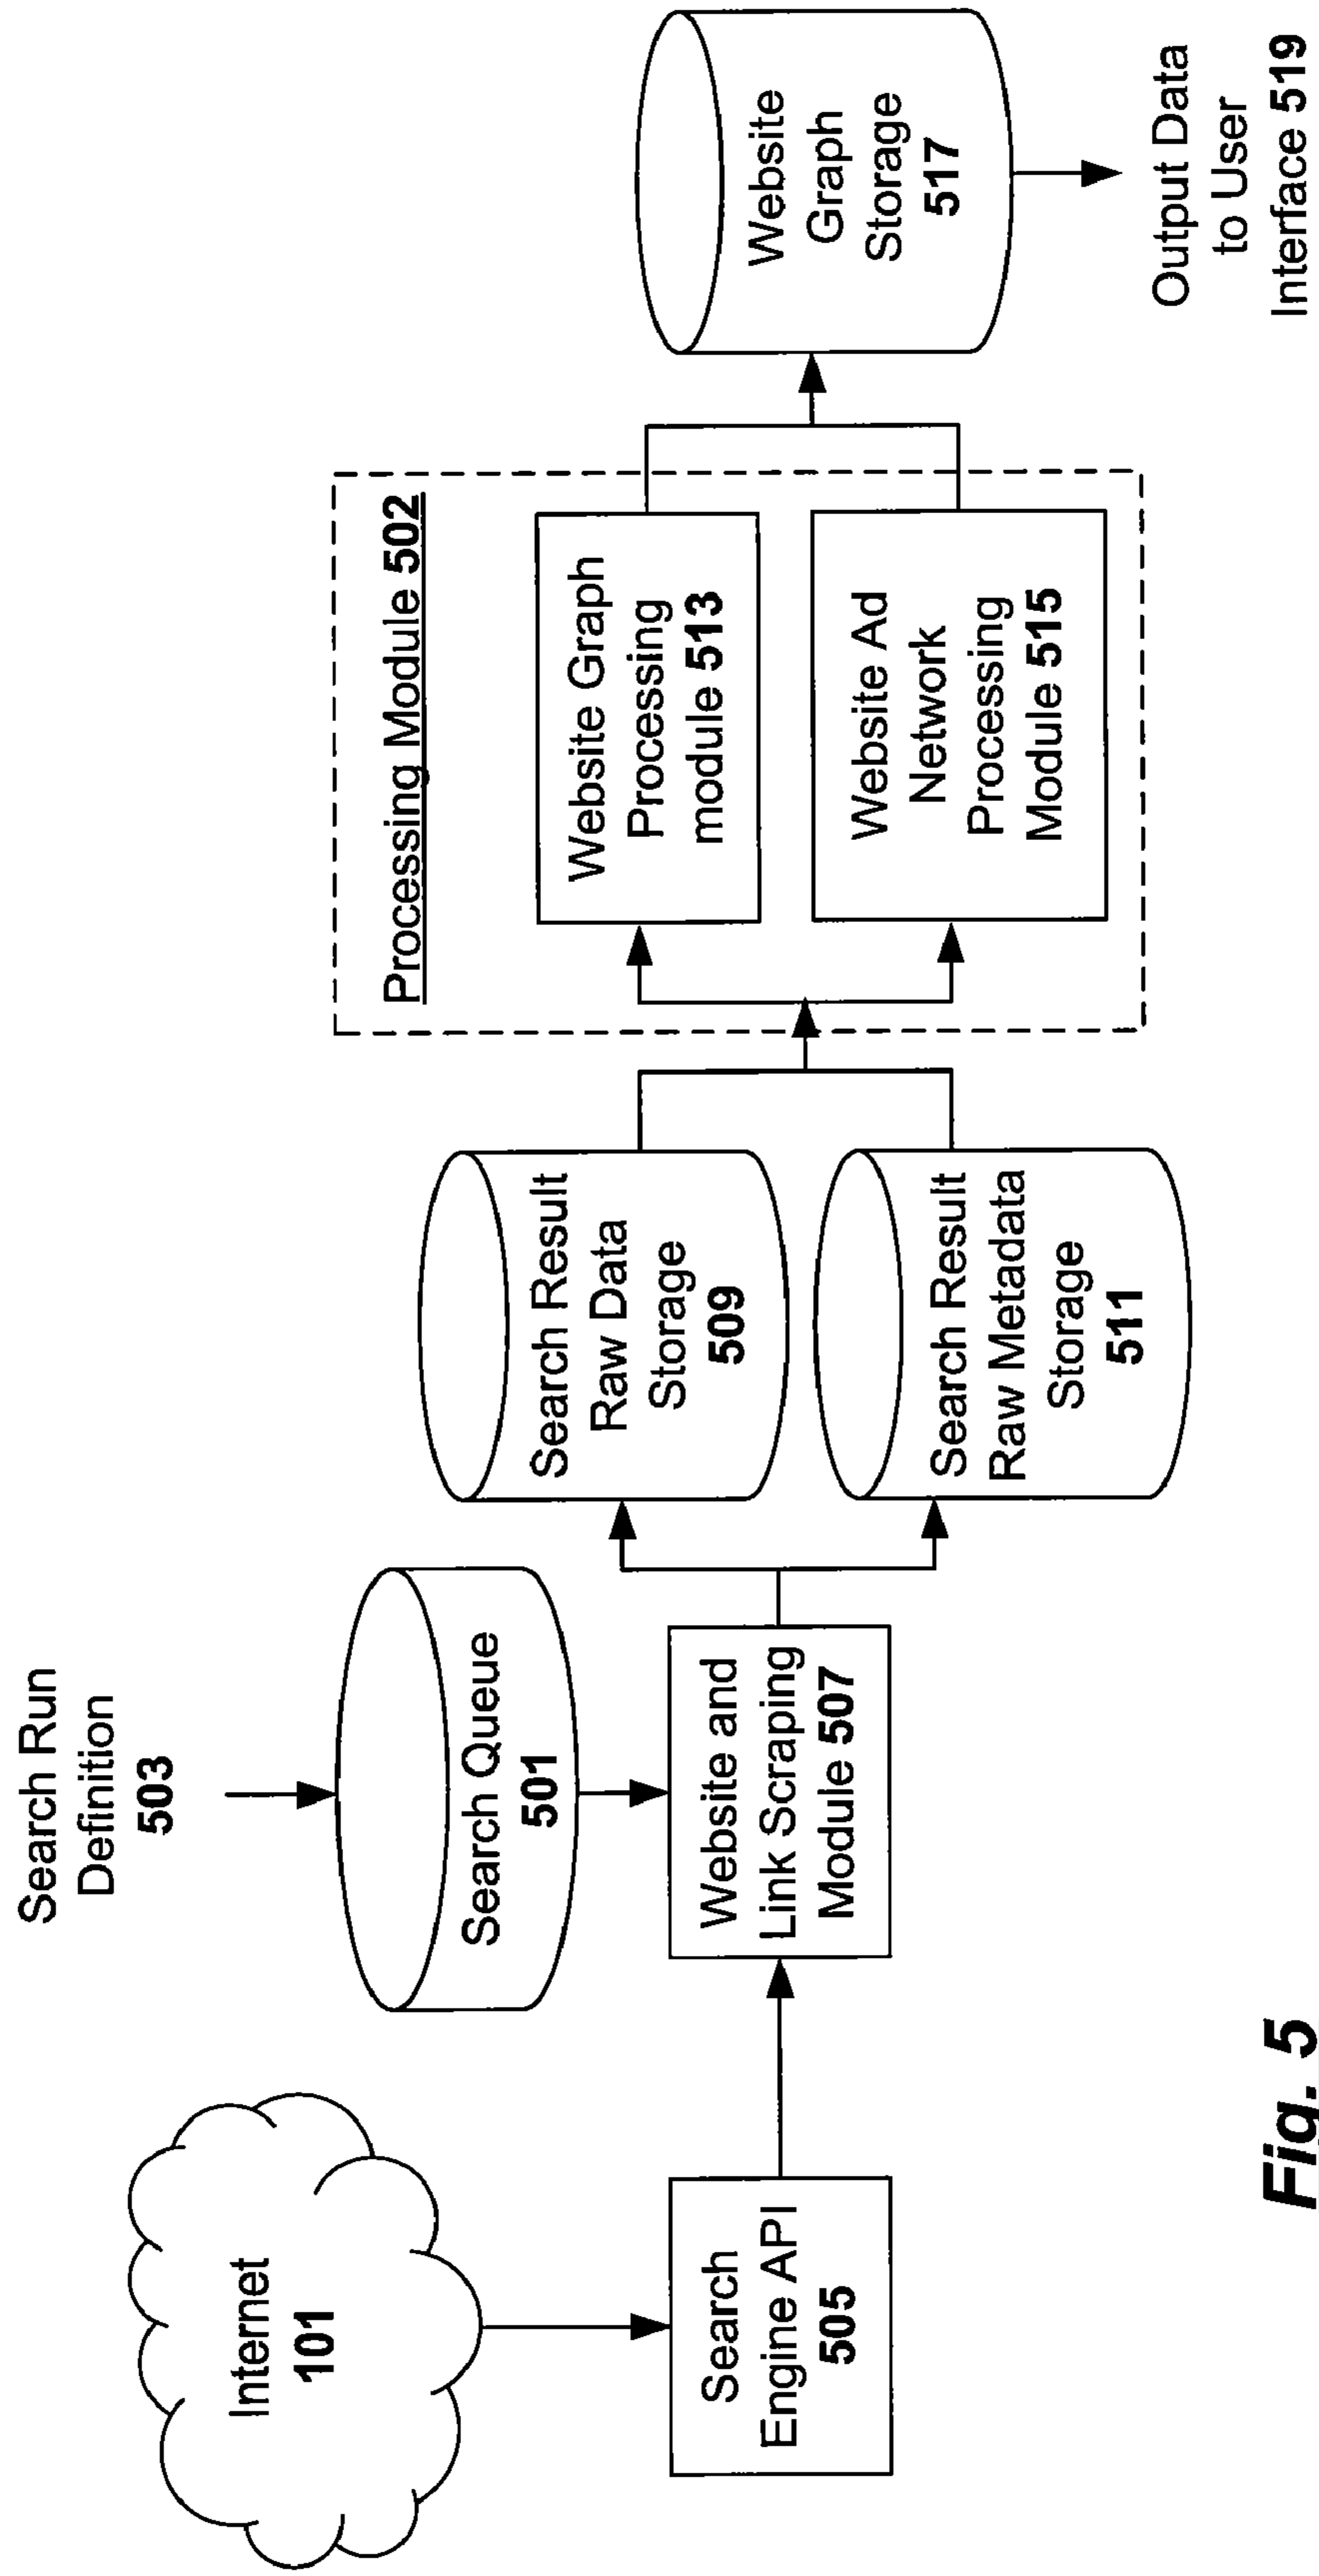 Search Run
Definition
503
Internet
101
Search Queue
501
Search
Engine API
505
Website and
Link Scraping
Module 507
Search Result
Raw Data
Storage
509
Search Result
Raw Metadata
Storage
511
Processing Module 502
Website Graph
Processing
module 513
Website Ad
Network
Processing
Module 515
Website
Graph
Storage
517
Output Data
to User
Interface 519
Fig. 5